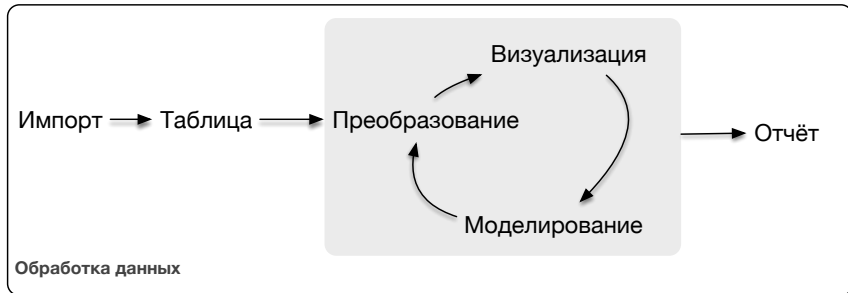 Визуализация
Импорт
Таблица
Преобразование
Отчёт
Моделирование
Обработка данных